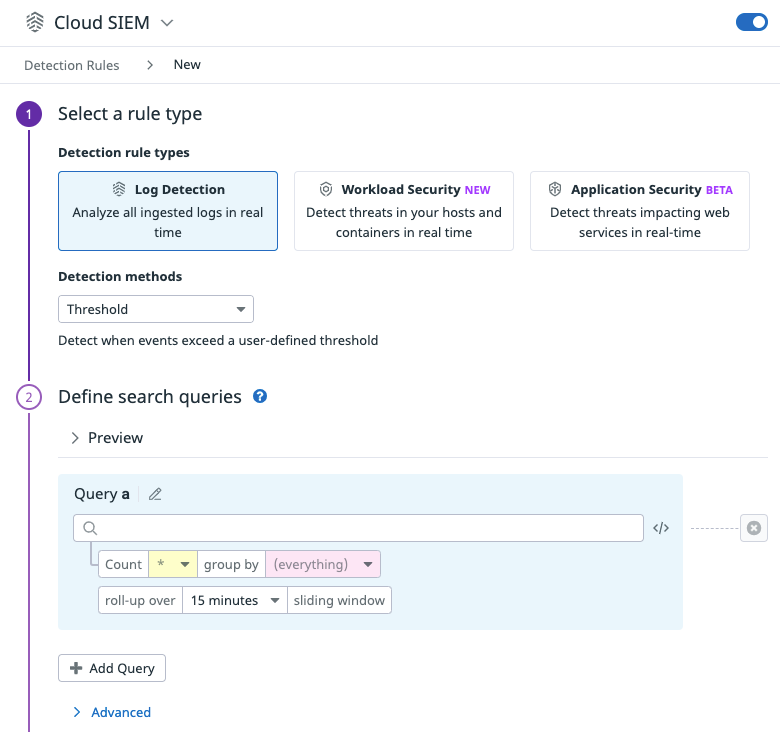 Cloud SIEM
Detection Rules > New
1 Select a rule type
Detection rule types
Log Detection
Analyze all ingested logs in real
time
Workload Security NEW
Detect threats in your hosts and
containers in real time
Application Security BETA
Detect threats impacting web
services in real-time
Detection methods
Threshold
Detect when events exceed a user-defined threshold
2 Define search queries ?
> Preview
Query a
</>
Count * group by (everything)
roll-up over 15 minutes sliding window
+ Add Query
> Advanced